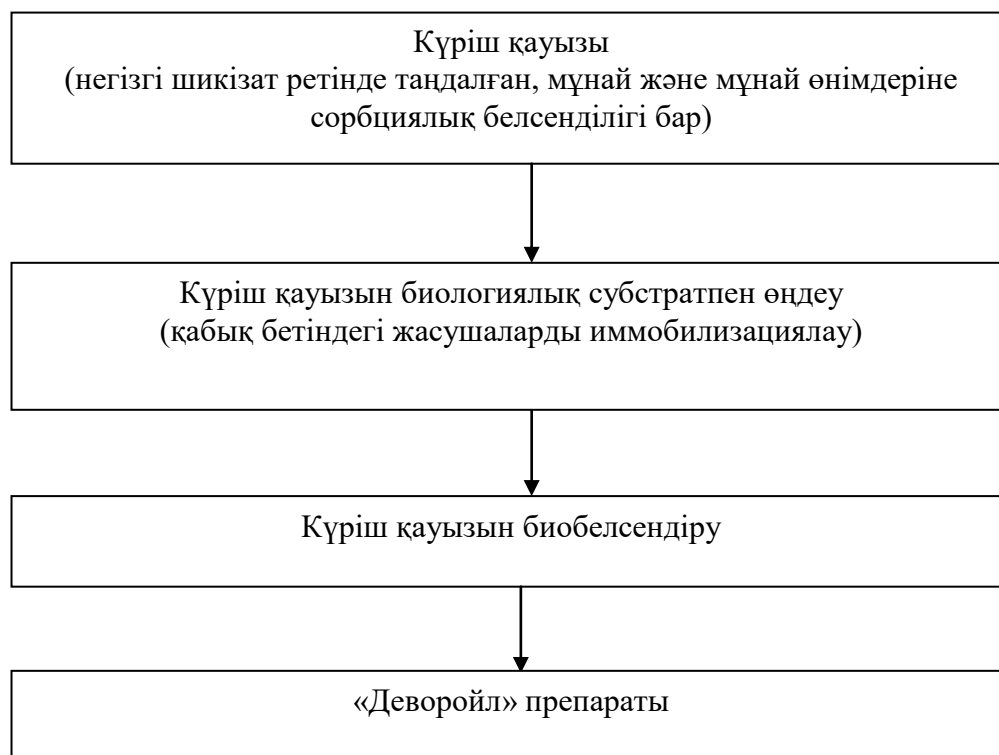 Күріш қауызы
(негізгі шикізат ретінде таңдалған, мұнай және мұнай өнімдеріне
сорбциялық белсенділігі бар)
Күріш қауызын биологиялық субстратпен өңдеу
(қабық бетіндегі жасушаларды иммобилизациялау)
Күріш қауызын биобелсендіру
«Деворойл» препараты